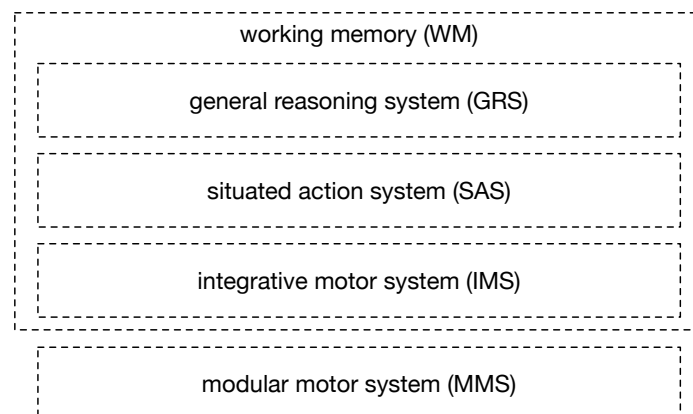 working memory (WM)
general reasoning system (GRS)
situated action system (SAS)
integrative motor system (IMS)
modular motor system (MMS)